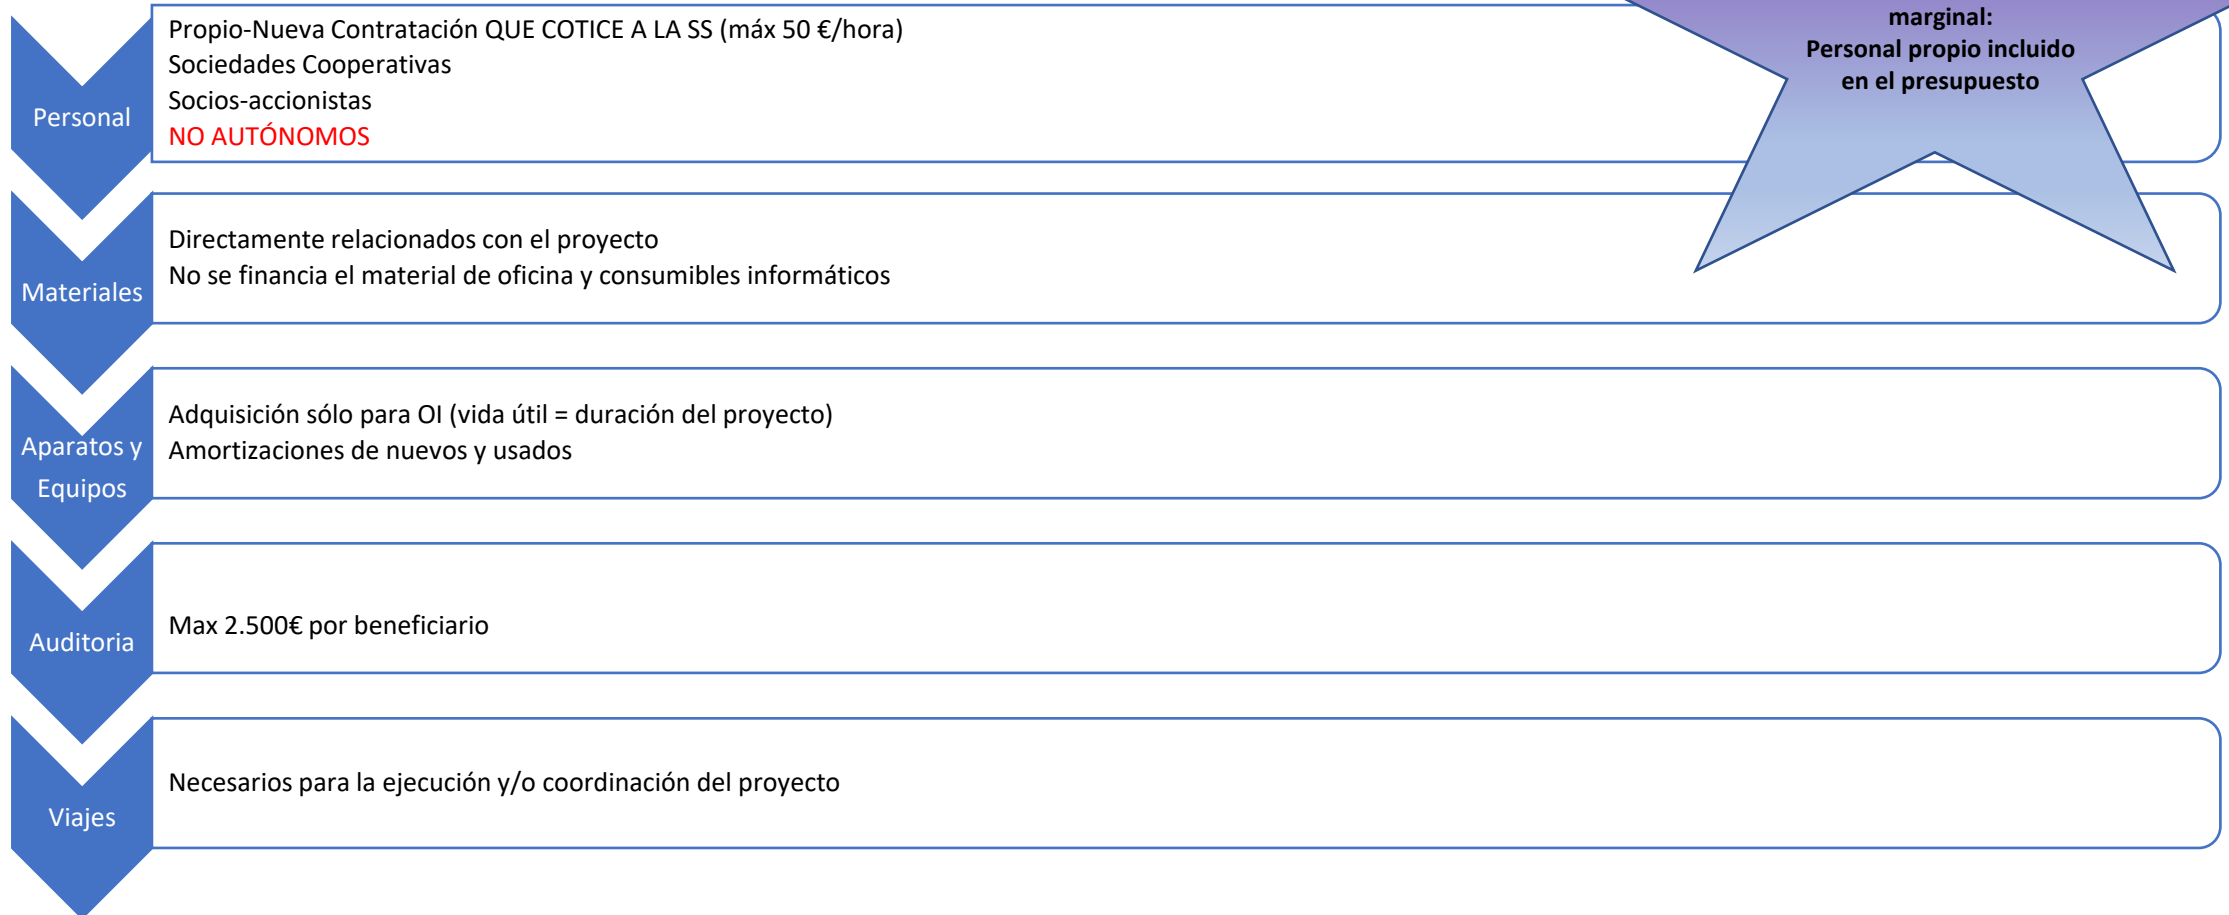 marginal:
Personal propio incluido
en el presupuesto
Personal
Propio-Nueva Contratación QUE COTICE A LA SS (máx 50 €/hora)
Sociedades Cooperativas
Socios-accionistas
NO AUTÓNOMOS
Materiales
Directamente relacionados con el proyecto
No se financia el material de oficina y consumibles informáticos
Aparatos y
Equipos
Adquisición sólo para OI (vida útil = duración del proyecto)
Amortizaciones de nuevos y usados
Auditoria
Max 2.500€ por beneficiario
Viajes
Necesarios para la ejecución y/o coordinación del proyecto